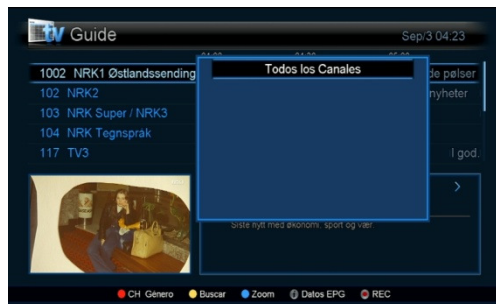 tv Guide
Sep/3 04:23
Todos los Canales
1002 NRK1 Østlandssending
de pølser
102 NRK2
nyheter
103 NRK Super / NRK3
104 NRK Tegnspråk
117 TV3
I god.
Siste nytt med økonomi, sport og vær
CH Género Buscar Zoom Datos EPG REC